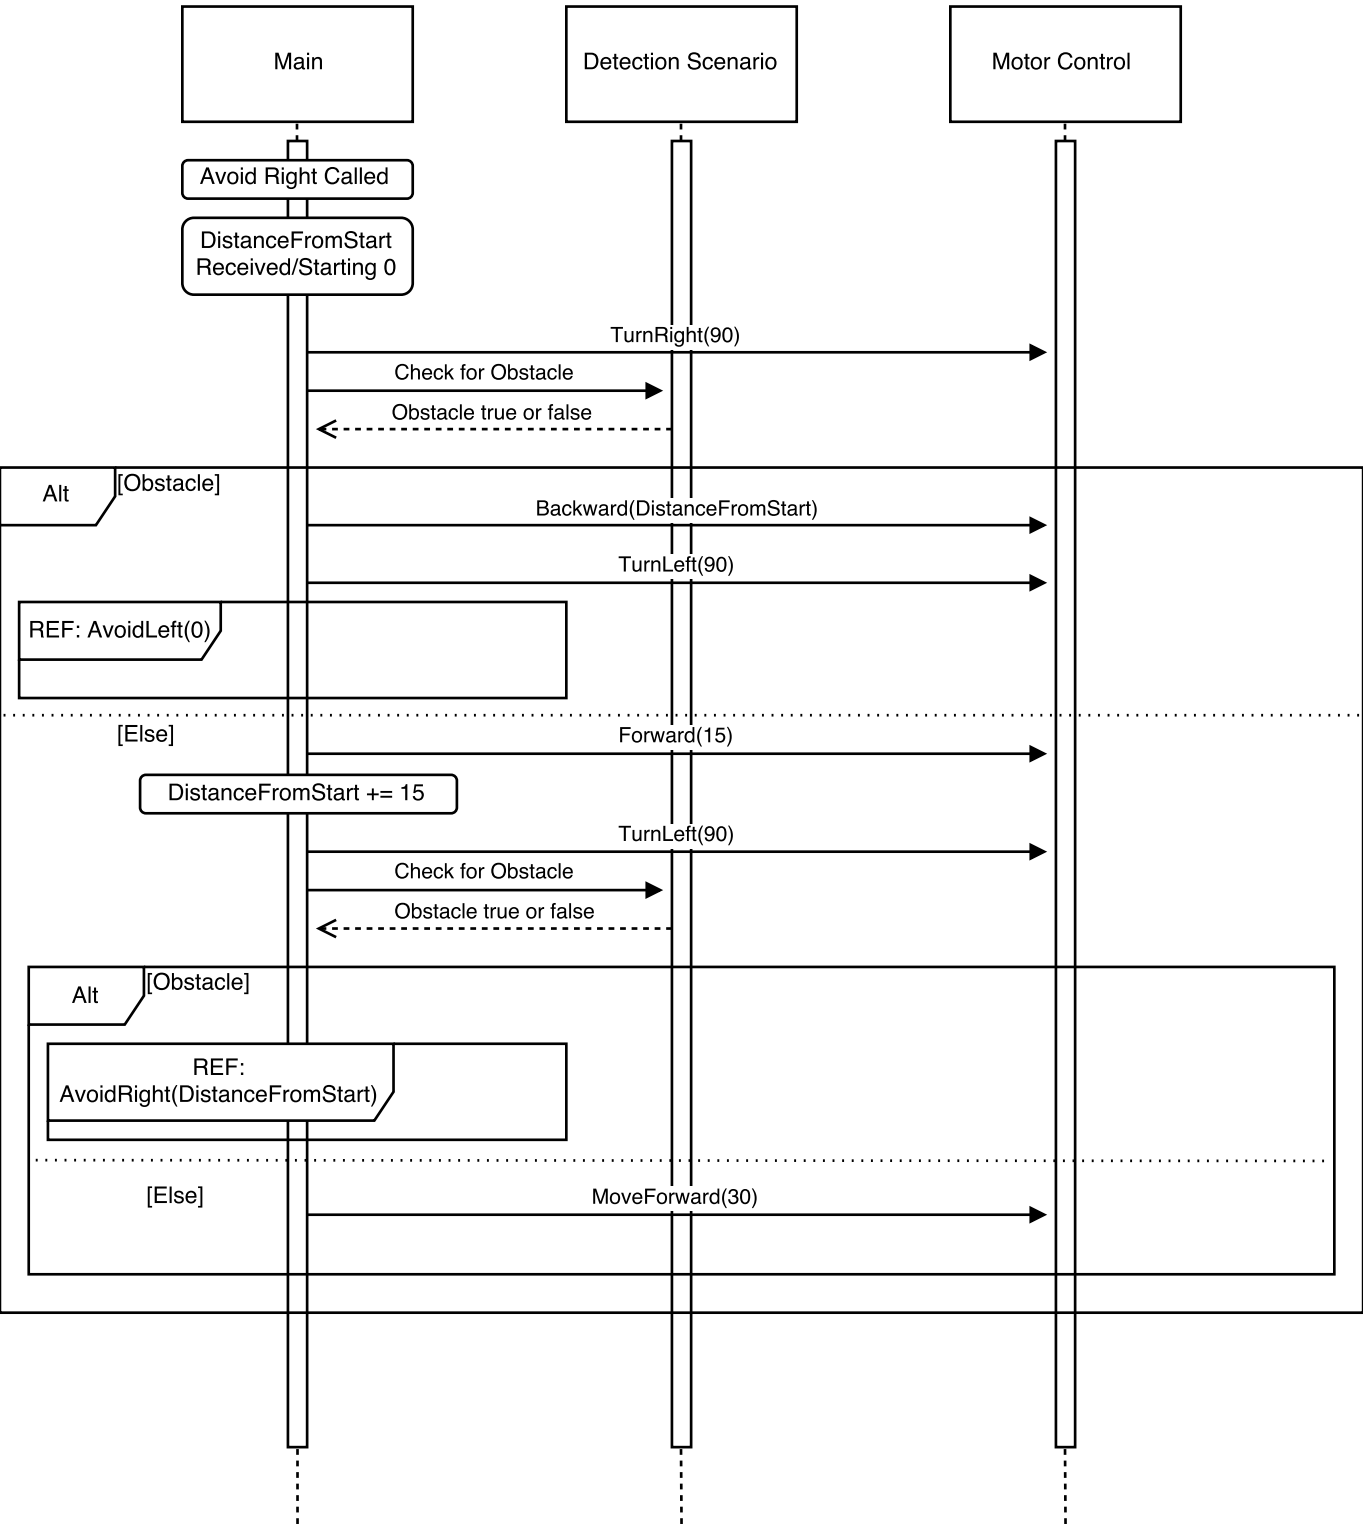 Main
Detection Scenario
Motor Control
Avoid Right Called
DistanceFromStart
Received/Starting 0
TurnRight(90)
Check for Obstacle
Obstacle true or false
Alt
[Obstacle]
Backward(DistanceFromStart)
TurnLeft(90)
REF: AvoidLeft(0)
[Else]
Forward(15)
DistanceFromStart += 15
TurnLeft(90)
Check for Obstacle
Obstacle true or false
Alt
[Obstacle]
REF:
AvoidRight(DistanceFromStart)
[Else]
MoveForward(30)